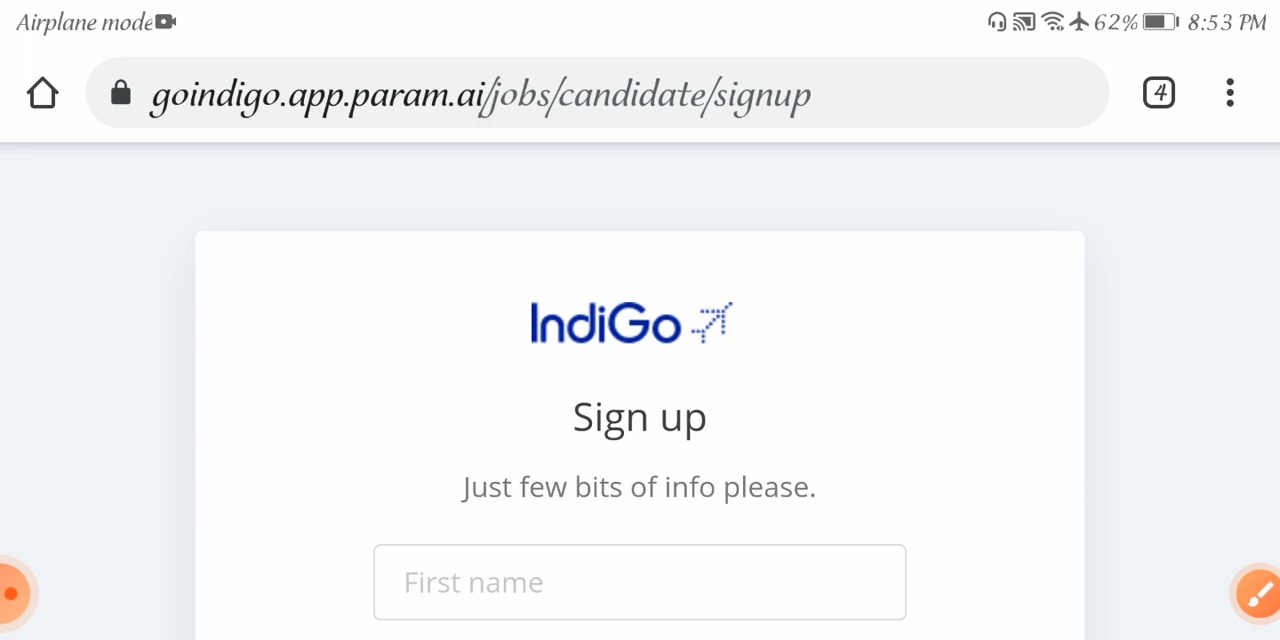 Airplane mode 62% 8:53 PM
goindigo.app.param.ai/jobs/candidate/signup 4
IndiGo
Sign up
Just few bits of info please.
First name